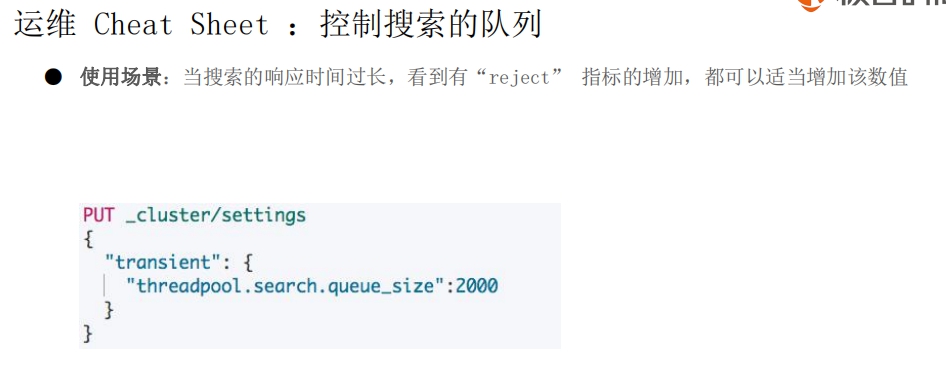 运维 Cheat Sheet ：控制搜索的队列
● 使用场景：当搜索的响应时间过长，看到有“reject” 指标的增加，都可以适当增加该数值
PUT _cluster/settings
{
  "transient": {
    "threadpool.search.queue_size":2000
  }
}